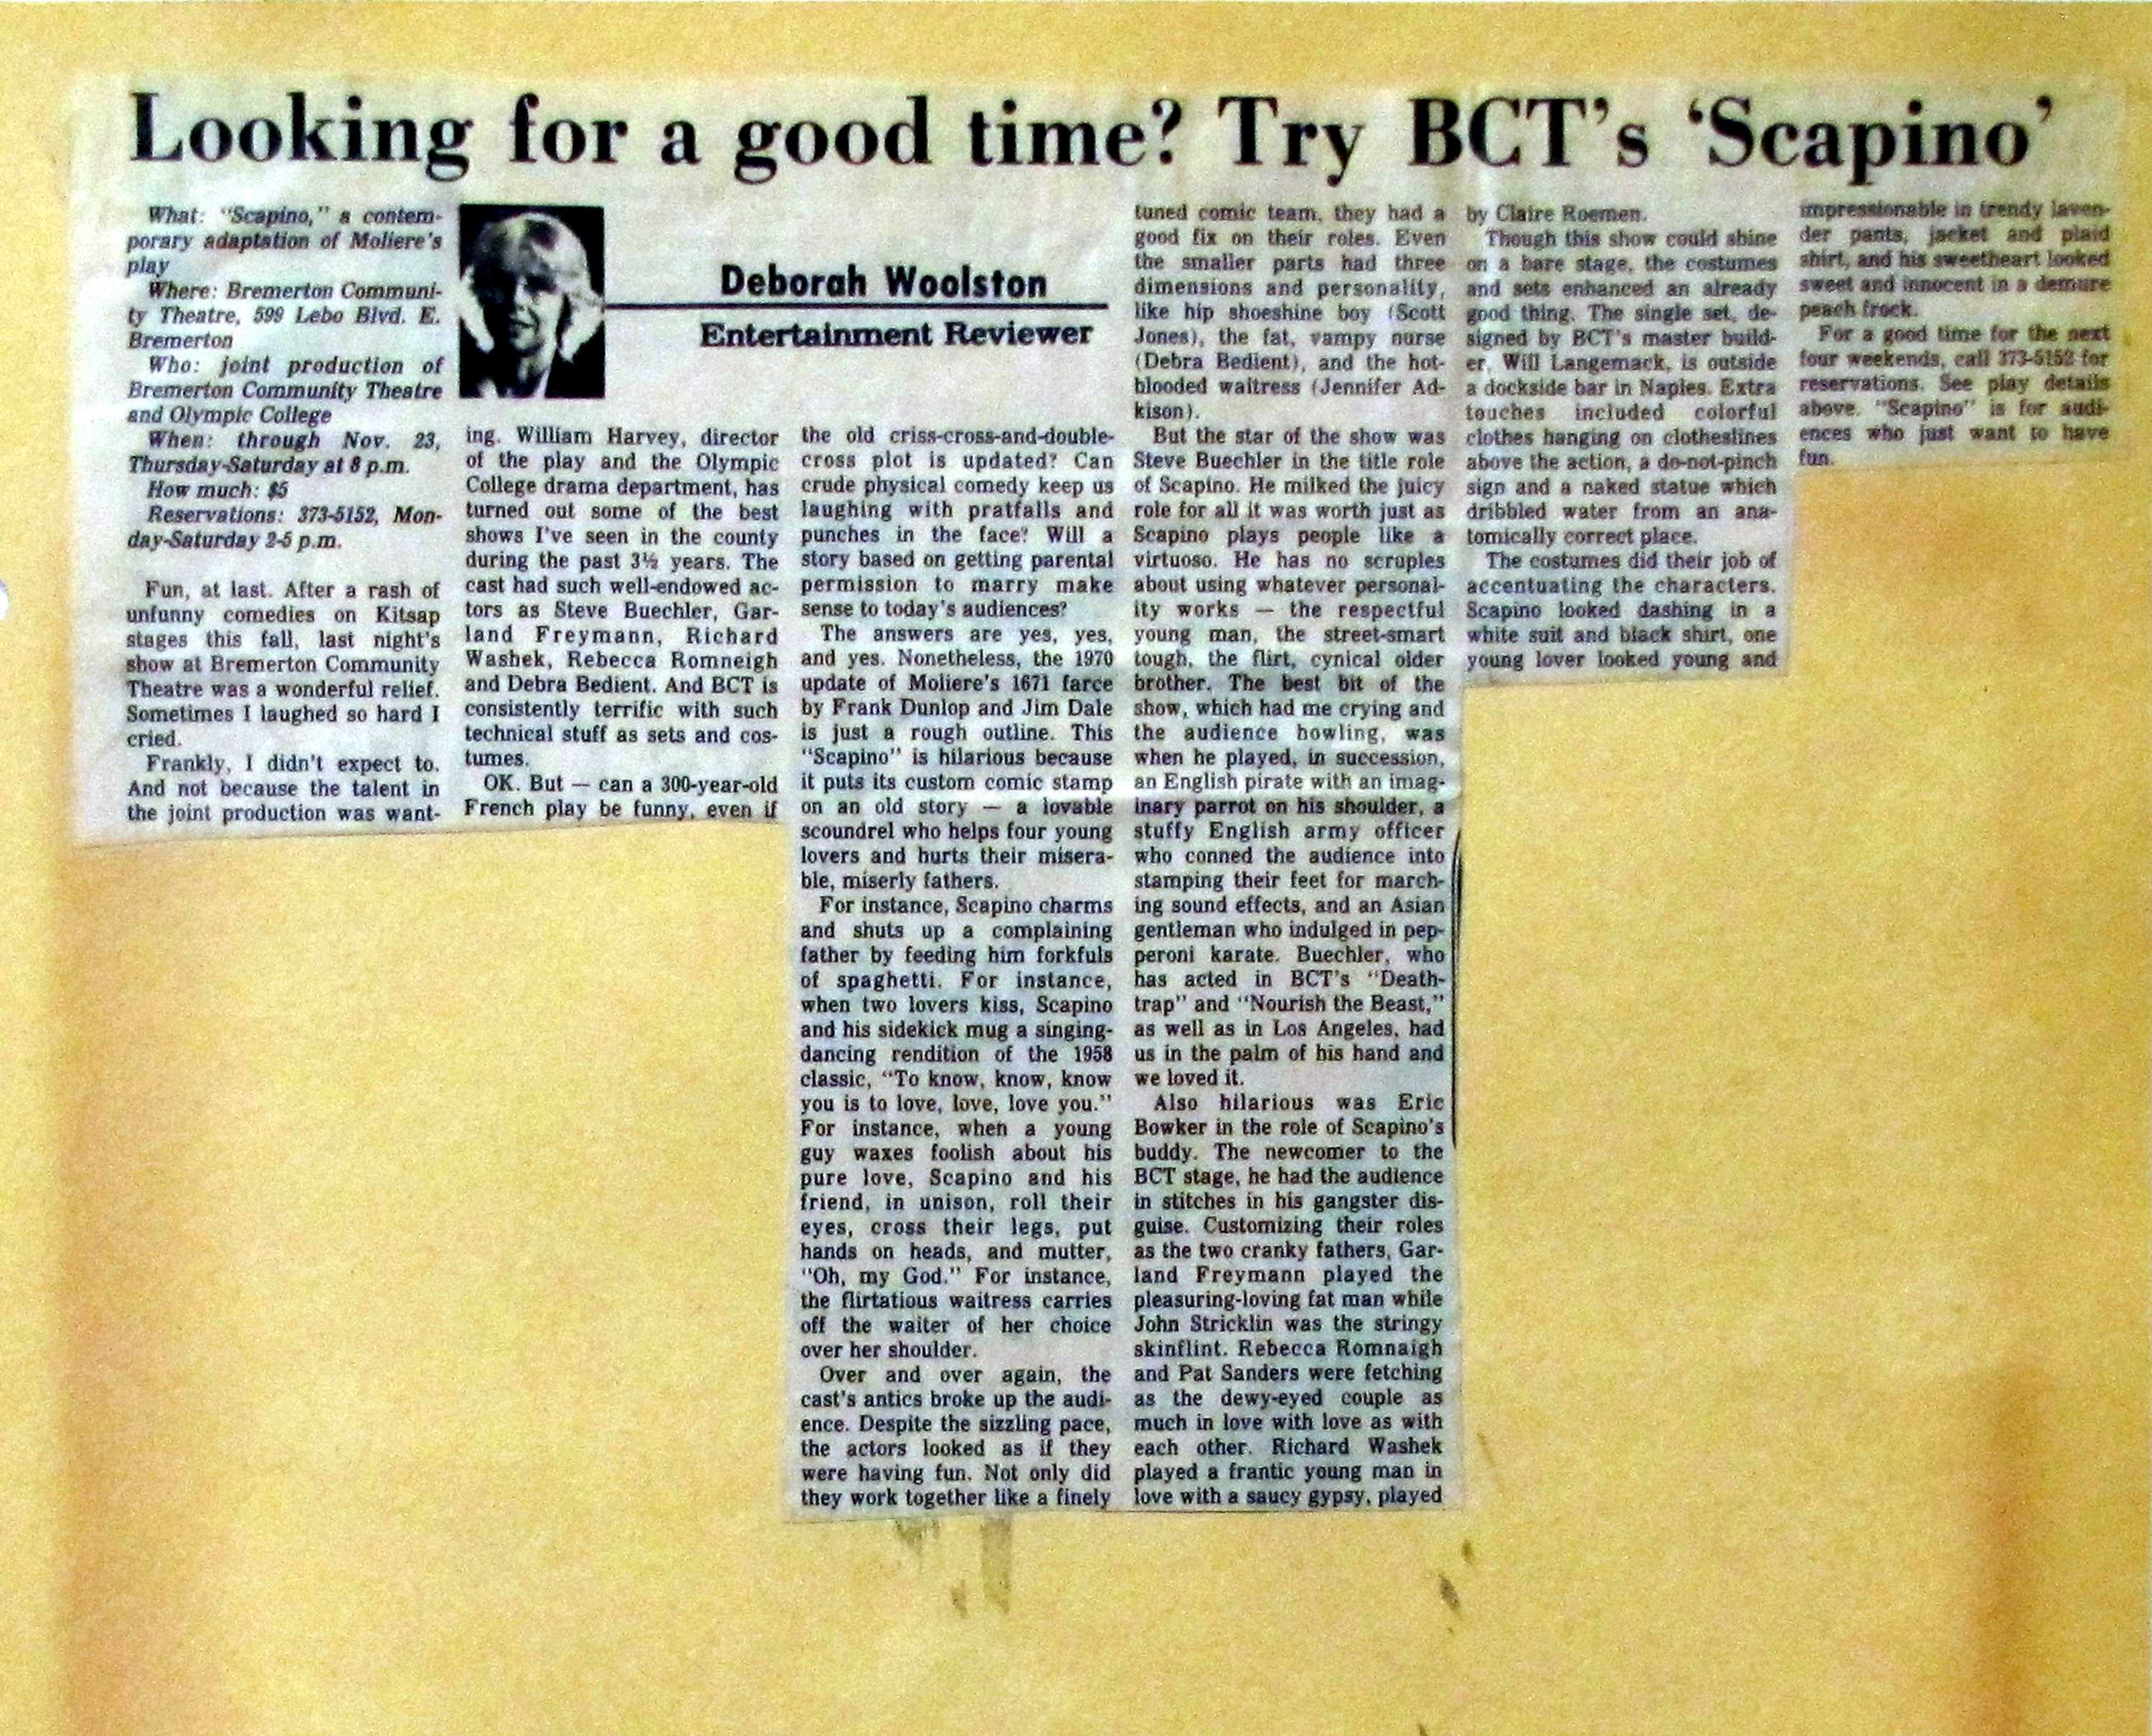 Looking for a good time? Try BCT's ‘Scapino’
What: "Scapino," a contem-
porary adaptation of Moliere's
play
Where: Bremerton Communi-
ty Theatre, 599 Lebo Blvd. E.
Bremerton
Who: joint production of
Bremerton Community Theatre
and Olympic College
When: through Nov. 23,
Thursday-Saturday at 8 p.m.
How much: $5
Reservations: 373-5152, Mon-
day-Saturday 2-5 p.m.
Fun, at last. After a rash of
unfunny comedies on Kitsap
stages this fall, last night's
show at Bremerton Community
Theatre was a wonderful relief.
Sometimes I laughed so hard I
cried.
Frankly, I didn't expect to.
And not because the talent in
the joint production was want-
Deborah Woolston
Entertainment Reviewer
ing. William Harvey, director
of the play and the Olympic
College drama department, has
turned out some of the best
shows I've seen in the county
during the past 3½ years. The
cast had such well-endowed ac-
tors as Steve Buechler, Gar-
land Freymann, Richard
Washek, Rebecca Romneigh
and Debra Bedient. And BCT is
consistently terrific with such
technical stuff as sets and cos-
tumes.
OK. But — can a 300-year-old
French play be funny, even if
the old criss-cross-and-double-
cross plot is updated? Can
crude physical comedy keep us
laughing with pratfalls and
punches in the face? Will a
story based on getting parental
permission to marry make
sense to today's audiences?
The answers are yes, yes,
and yes. Nonetheless, the 1970
update of Moliere's 1671 farce
by Frank Dunlop and Jim Dale
is just a rough outline. This
"Scapino" is hilarious because
it puts its custom comic stamp
on an old story — a lovable
scoundrel who helps four young
lovers and hurts their misera-
ble, miserly fathers.
For instance, Scapino charms
and shuts up a complaining
father by feeding him forkfuls
of spaghetti. For instance,
when two lovers kiss, Scapino
and his sidekick mug a singing-
dancing rendition of the 1958
classic, "To know, know, know
you is to love, love, love you."
For instance, when a young
guy waxes foolish about his
pure love, Scapino and his
friend, in unison, roll their
eyes, cross their legs, put
hands on heads, and mutter,
"Oh, my God." For instance,
the flirtatious waitress carries
off the waiter of her choice
over her shoulder.
Over and over again, the
cast's antics broke up the audi-
ence. Despite the sizzling pace,
the actors looked as if they
were having fun. Not only did
they work together like a finely
tuned comic team, they had a
good fix on their roles. Even
the smaller parts had three
dimensions and personality,
like hip shoeshine boy (Scott
Jones), the fat, vampy nurse
(Debra Bedient), and the hot-
blooded waitress (Jennifer Ad-
kison).
But the star of the show was
Steve Buechler in the title role
of Scapino. He milked the juicy
role for all it was worth just as
Scapino plays people like a
virtuoso. He has no scruples
about using whatever personal-
ity works — the respectful
young man, the street-smart
tough, the flirt, cynical older
brother. The best bit of the
show, which had me crying and
the audience howling, was
when he played, in succession,
an English pirate with an imag-
inary parrot on his shoulder, a
stuffy English army officer
who conned the audience into
stamping their feet for march-
ing sound effects, and an Asian
gentleman who indulged in pep-
peroni karate. Buechler, who
has acted in BCT's "Death-
trap" and "Nourish the Beast,"
as well as in Los Angeles, had
us in the palm of his hand and
we loved it.
Also hilarious was Eric
Bowker in the role of Scapino's
buddy. The newcomer to the
BCT stage, he had the audience
in stitches in his gangster dis-
guise. Customizing their roles
as the two cranky fathers, Gar-
land Freymann played the
pleasuring-loving fat man while
John Stricklin was the stringy
skinflint. Rebecca Romnaigh
and Pat Sanders were fetching
as the dewy-eyed couple as
much in love with love as with
each other. Richard Washek
played a frantic young man in
love with a saucy gypsy, played
by Claire Roemen.
Though this show could shine
on a bare stage, the costumes
and sets enhanced an already
good thing. The single set, de-
signed by BCT's master build-
er, Will Langemack, is outside
a dockside bar in Naples. Extra
touches included colorful
clothes hanging on clotheslines
above the action, a do-not-pinch
sign and a naked statue which
dribbled water from an ana-
tomically correct place.
The costumes did their job of
accentuating the characters.
Scapino looked dashing in a
white suit and black shirt, one
young lover looked young and
impressionable in trendy laven-
der pants, jacket and plaid
shirt, and his sweetheart looked
sweet and innocent in a demure
peach frock.
For a good time for the next
four weekends, call 373-5152 for
reservations. See play details
above. "Scapino" is for audi-
ences who just want to have
fun.